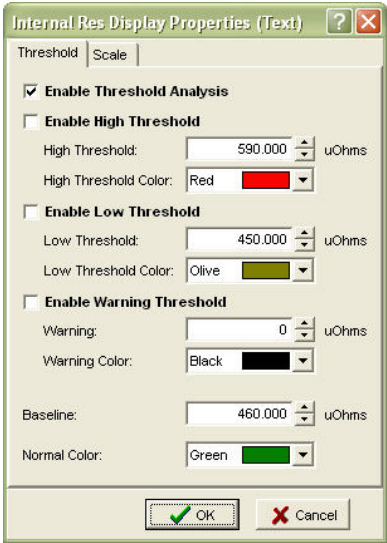 Internal Res Display Properties (Text) ? X
Threshold Scale
Enable Threshold Analysis
Enable High Threshold
High Threshold: 590.000 uOhms
High Threshold Color: Red
Enable Low Threshold
Low Threshold: 450.000 uOhms
Low Threshold Color: Olive
Enable Warning Threshold
Warning: 0 uOhms
Warning Color: Black
Baseline: 460.000 uOhms
Normal Color: Green
OK Cancel